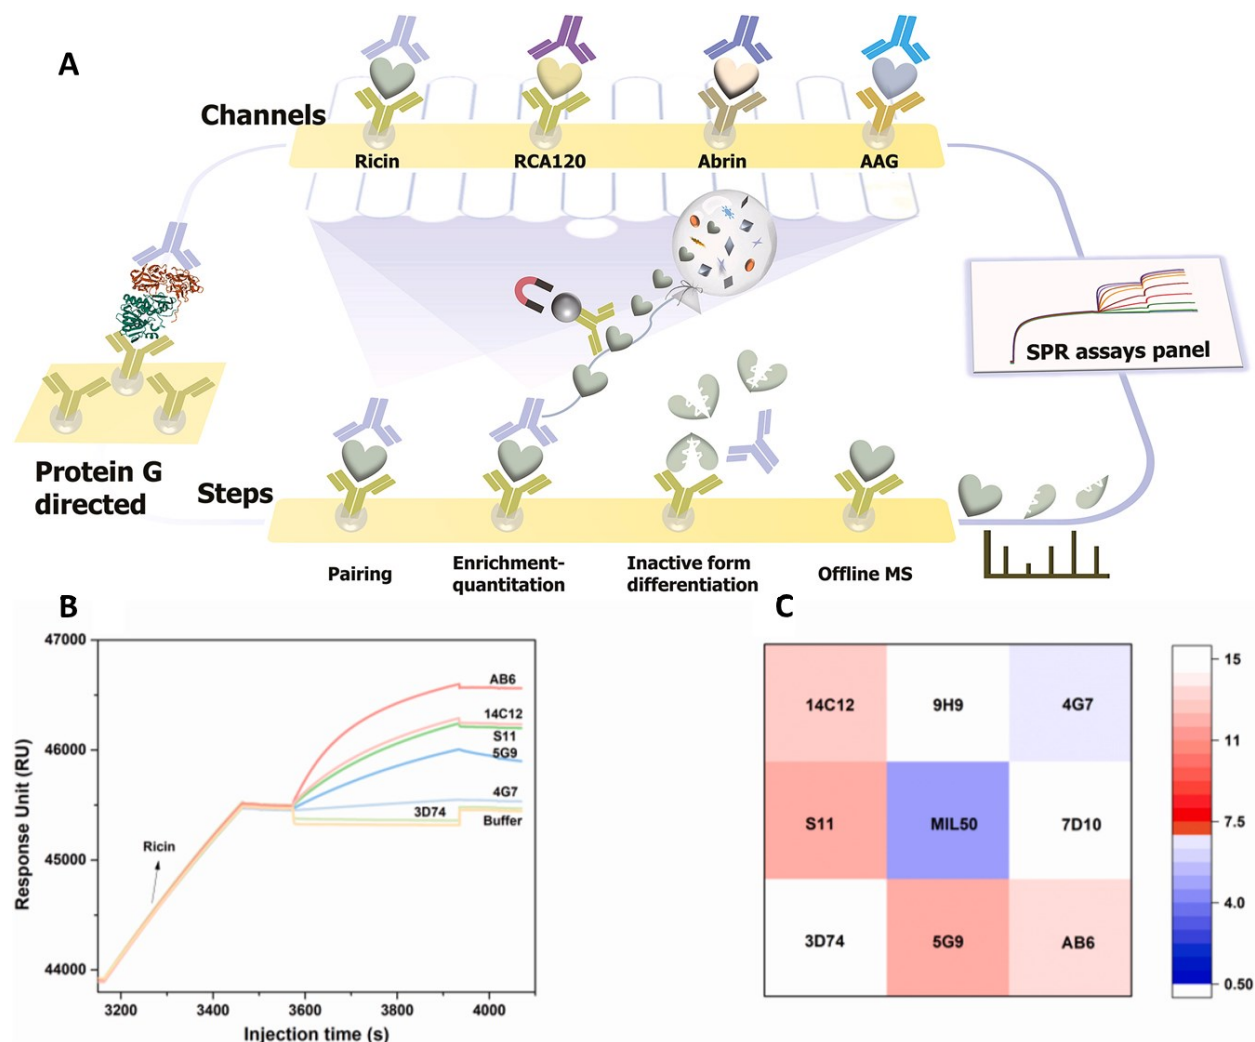 A
Channels
Ricin
RCA120
Abrin
AAG
SPR assays panel
Protein G
directed
Steps
Pairing
Enrichment-
quantitation
Inactive form
differentiation
Offline MS
B
47000
46000
45000
44000
Response Unit (RU)
3200
3400
3600
3800
4000
Injection time (s)
Ricin
AB6
14C12
S11
5G9
4G7
3D74
Buffer
C
14C12
9H9
4G7
S11
MIL50
7D10
3D74
5G9
AB6
15
11
7.5
4.0
0.50